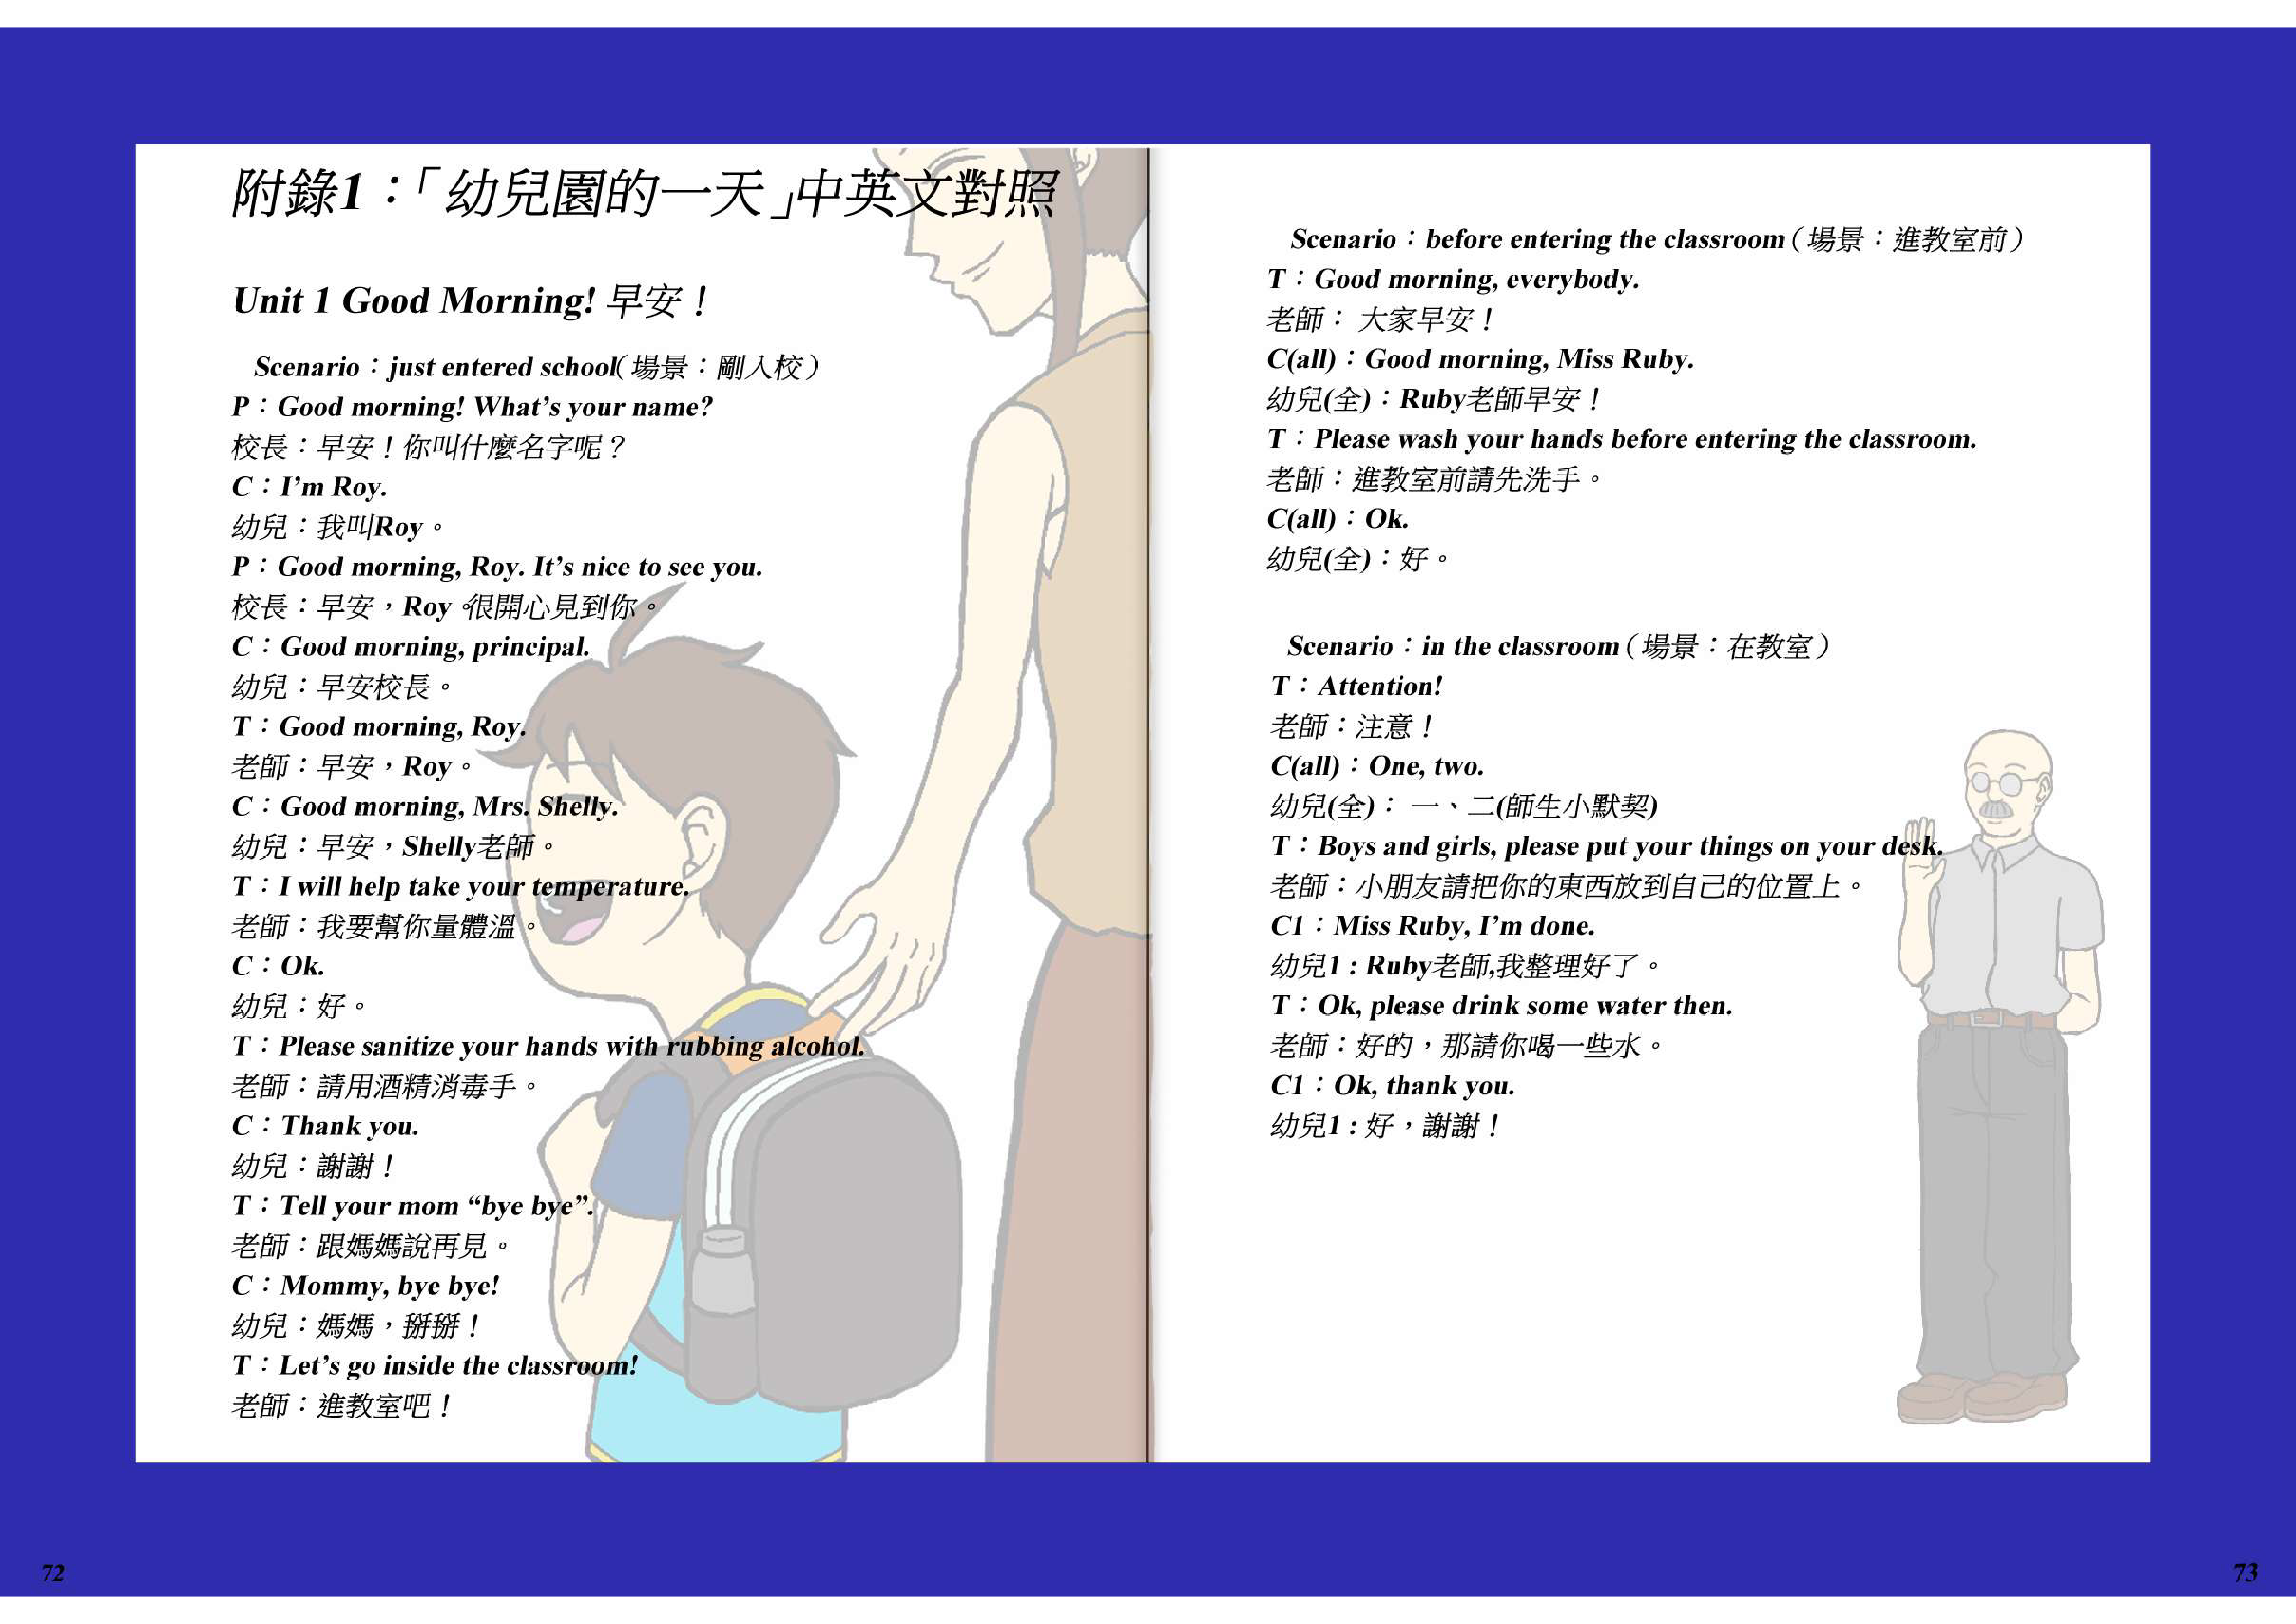 附錄1：「幼兒園的一天」中英文對照
Unit 1 Good Morning! 早安！
Scenario：just entered school（場景：剛入校）
P：Good morning! What’s your name?
校長：早安！你叫什麼名字呢？
C：I’m Roy.
幼兒：我叫Roy。
P：Good morning, Roy. It’s nice to see you.
校長：早安，Roy。很開心見到你。
C：Good morning, principal.
幼兒：早安校長。
T：Good morning, Roy.
老師：早安，Roy。
C：Good morning, Mrs. Shelly.
幼兒：早安，Shelly老師。
T：I will help take your temperature.
老師：我要幫你量體溫。
C：Ok.
幼兒：好。
T：Please sanitize your hands with rubbing alcohol.
老師：請用酒精消毒手。
C：Thank you.
幼兒：謝謝！
T：Tell your mom “bye bye”.
老師：跟媽媽說再見。
C：Mommy, bye bye!
幼兒：媽媽，掰掰！
T：Let’s go inside the classroom!
老師：進教室吧！
Scenario：before entering the classroom（場景：進教室前）
T：Good morning, everybody.
老師： 大家早安！
C(all)：Good morning, Miss Ruby.
幼兒(全)：Ruby老師早安！
T：Please wash your hands before entering the classroom.
老師：進教室前請先洗手。
C(all)：Ok.
幼兒(全)：好。
Scenario：in the classroom（場景：在教室）
T：Attention!
老師：注意！
C(all)：One, two.
幼兒(全)： 一、二(師生小默契)
T：Boys and girls, please put your things on your desk.
老師：小朋友請把你的東西放到自己的位置上。
C1：Miss Ruby, I’m done.
幼兒1 : Ruby老師,我整理好了。
T：Ok, please drink some water then.
老師：好的，那請你喝一些水。
C1：Ok, thank you.
幼兒1 : 好，謝謝！
72
73